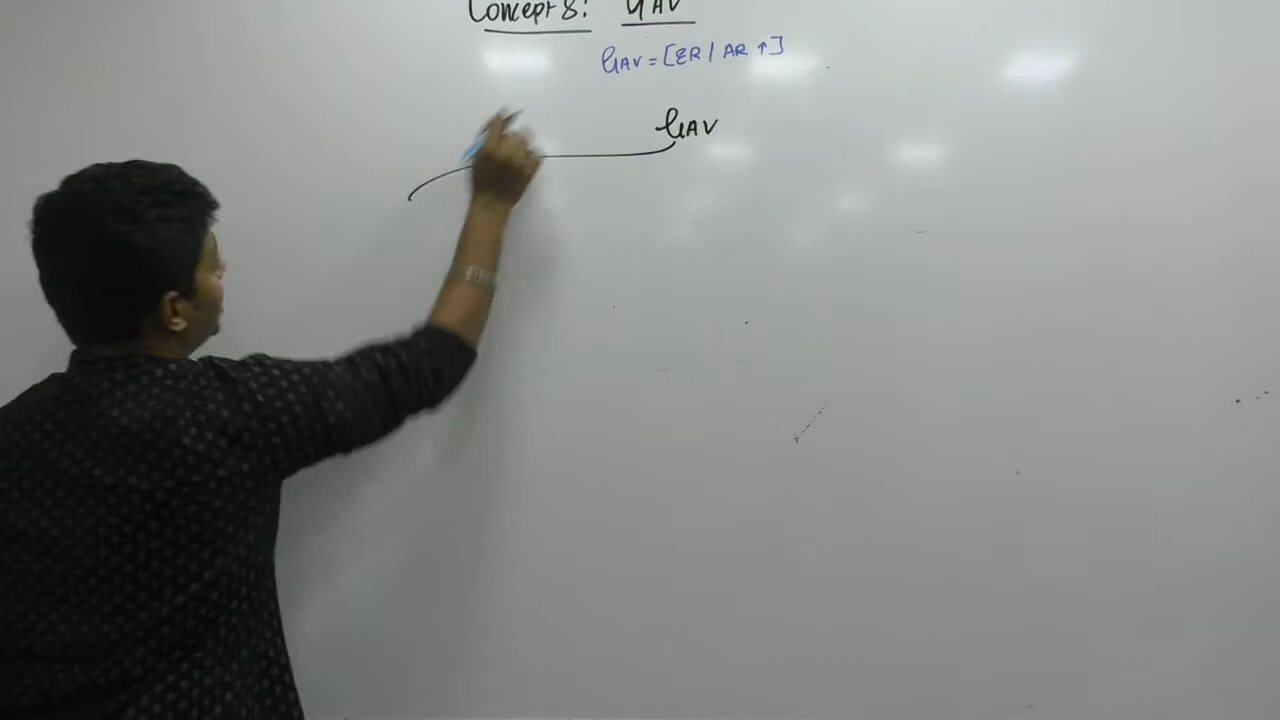 Concept 8: GAV
GAV = [ER / AR ↑]
GAV